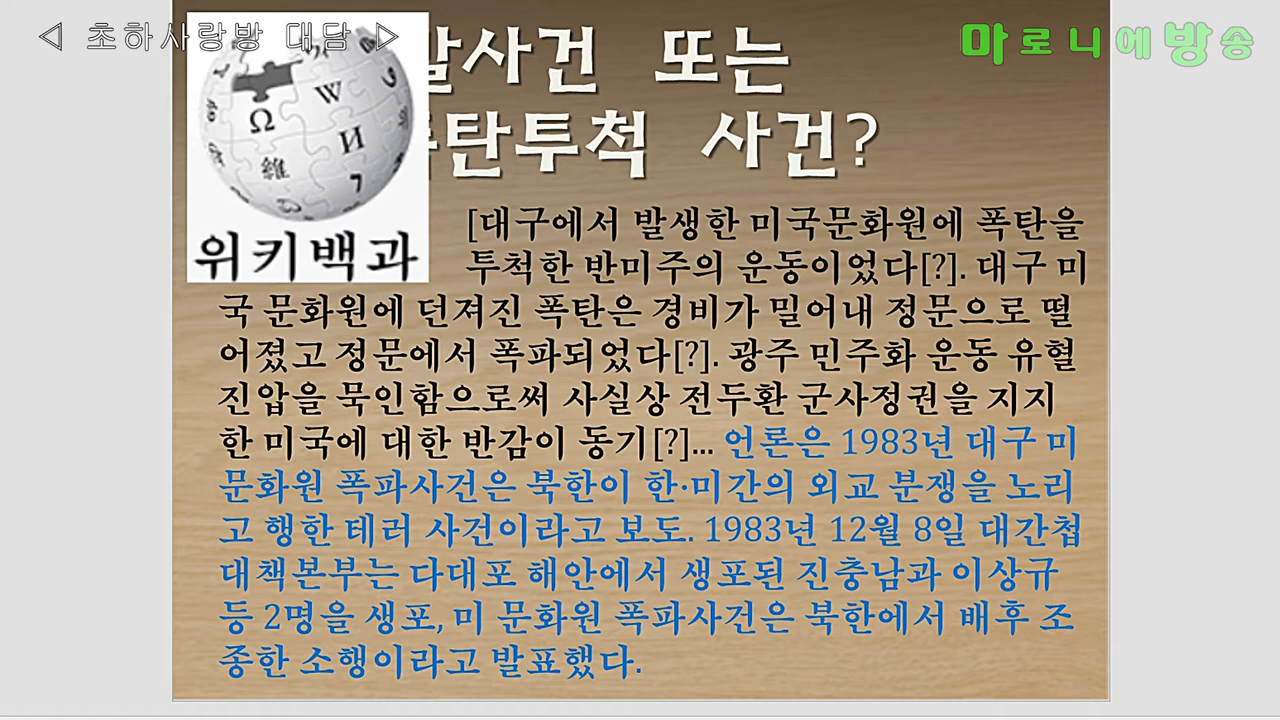 ◁ 초하사랑방 대담 ▷
마로니에방송
발사건 또는
폭탄투척 사건?
W
Ω
И
維
위키백과
[대구에서 발생한 미국문화원에 폭탄을
투척한 반미주의 운동이었다[?]. 대구 미
국 문화원에 던져진 폭탄은 경비가 밀어내 정문으로 떨
어졌고 정문에서 폭파되었다[?]. 광주 민주화 운동 유혈
진압을 묵인함으로써 사실상 전두환 군사정권을 지지
한 미국에 대한 반감이 동기[?]... 언론은 1983년 대구 미
문화원 폭파사건은 북한이 한·미간의 외교 분쟁을 노리
고 행한 테러 사건이라고 보도. 1983년 12월 8일 대간첩
대책본부는 다대포 해안에서 생포된 진충남과 이상규
등 2명을 생포, 미 문화원 폭파사건은 북한에서 배후 조
종한 소행이라고 발표했다.